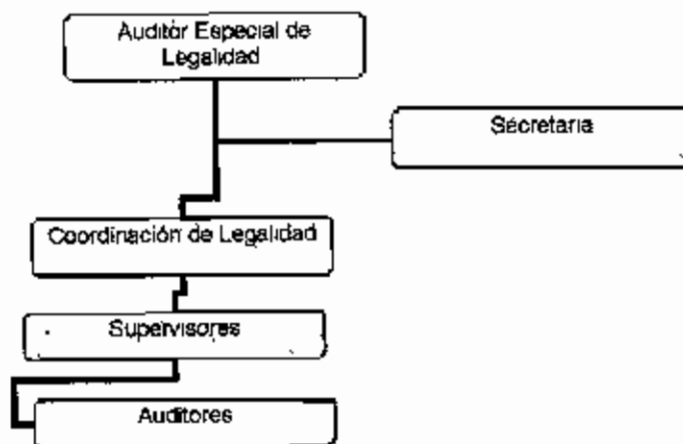 Auditor Especial de
Legalidad
Secretaria
Coordinación de Legalidad
Supervisores
Auditores